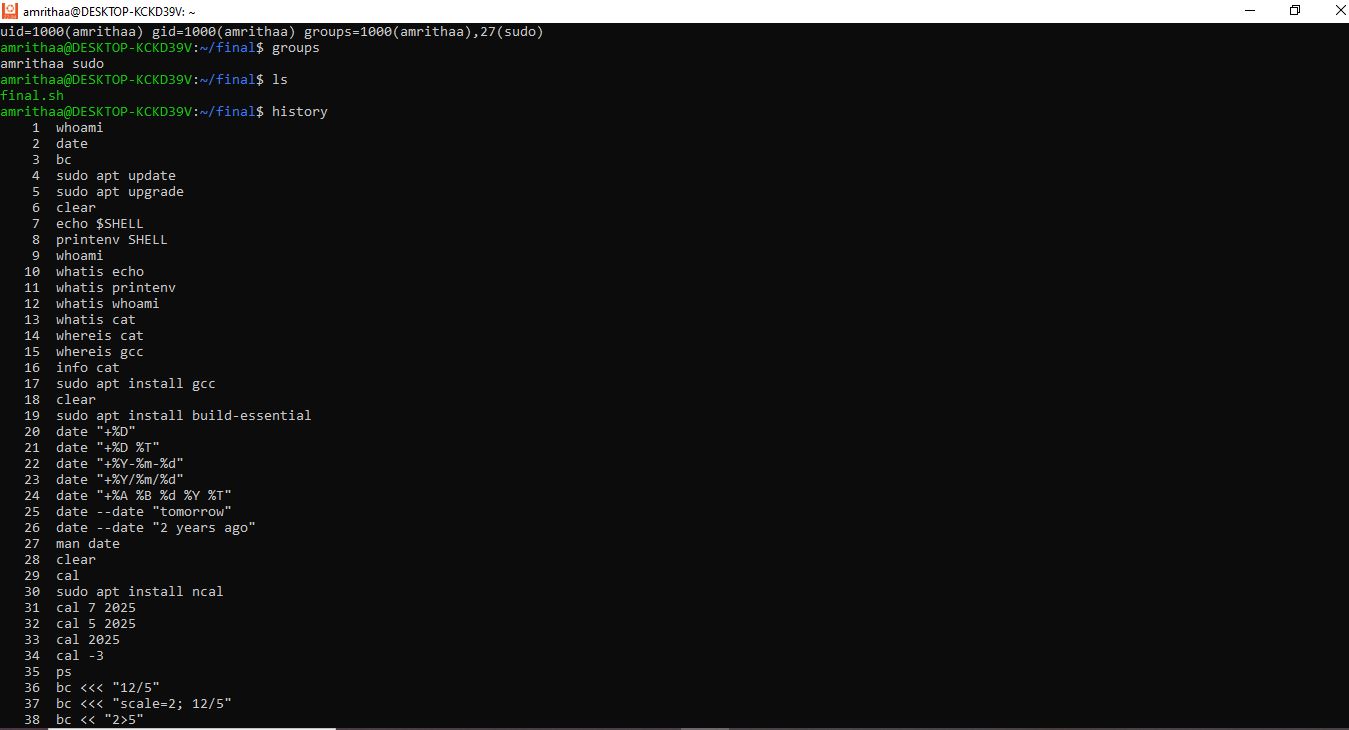 amrithaa@DESKTOP-KCKD39V: ~
uid=1000(amrithaa) gid=1000(amrithaa) groups=1000(amrithaa),27(sudo)
amrithaa@DESKTOP-KCKD39V:~/final$ groups
amrithaa sudo
amrithaa@DESKTOP-KCKD39V:~/final$ ls
final.sh
amrithaa@DESKTOP-KCKD39V:~/final$ history
1 whoami
2 date
3 bc
4 sudo apt update
5 sudo apt upgrade
6 clear
7 echo $SHELL
8 printenv SHELL
9 whoami
10 whatis echo
11 whatis printenv
12 whatis whoami
13 whatis cat
14 whereis cat
15 whereis gcc
16 info cat
17 sudo apt install gcc
18 clear
19 sudo apt install build-essential
20 date "+%D"
21 date "+%D %T"
22 date "+%Y-%m-%d"
23 date "+%Y/%m/%d"
24 date "+%A %B %d %Y %T"
25 date --date "tomorrow"
26 date --date "2 years ago"
27 man date
28 clear
29 cal
30 sudo apt install ncal
31 cal 7 2025
32 cal 5 2025
33 cal 2025
34 cal -3
35 ps
36 bc <<< "12/5"
37 bc <<< "scale=2; 12/5"
38 bc << "2>5"